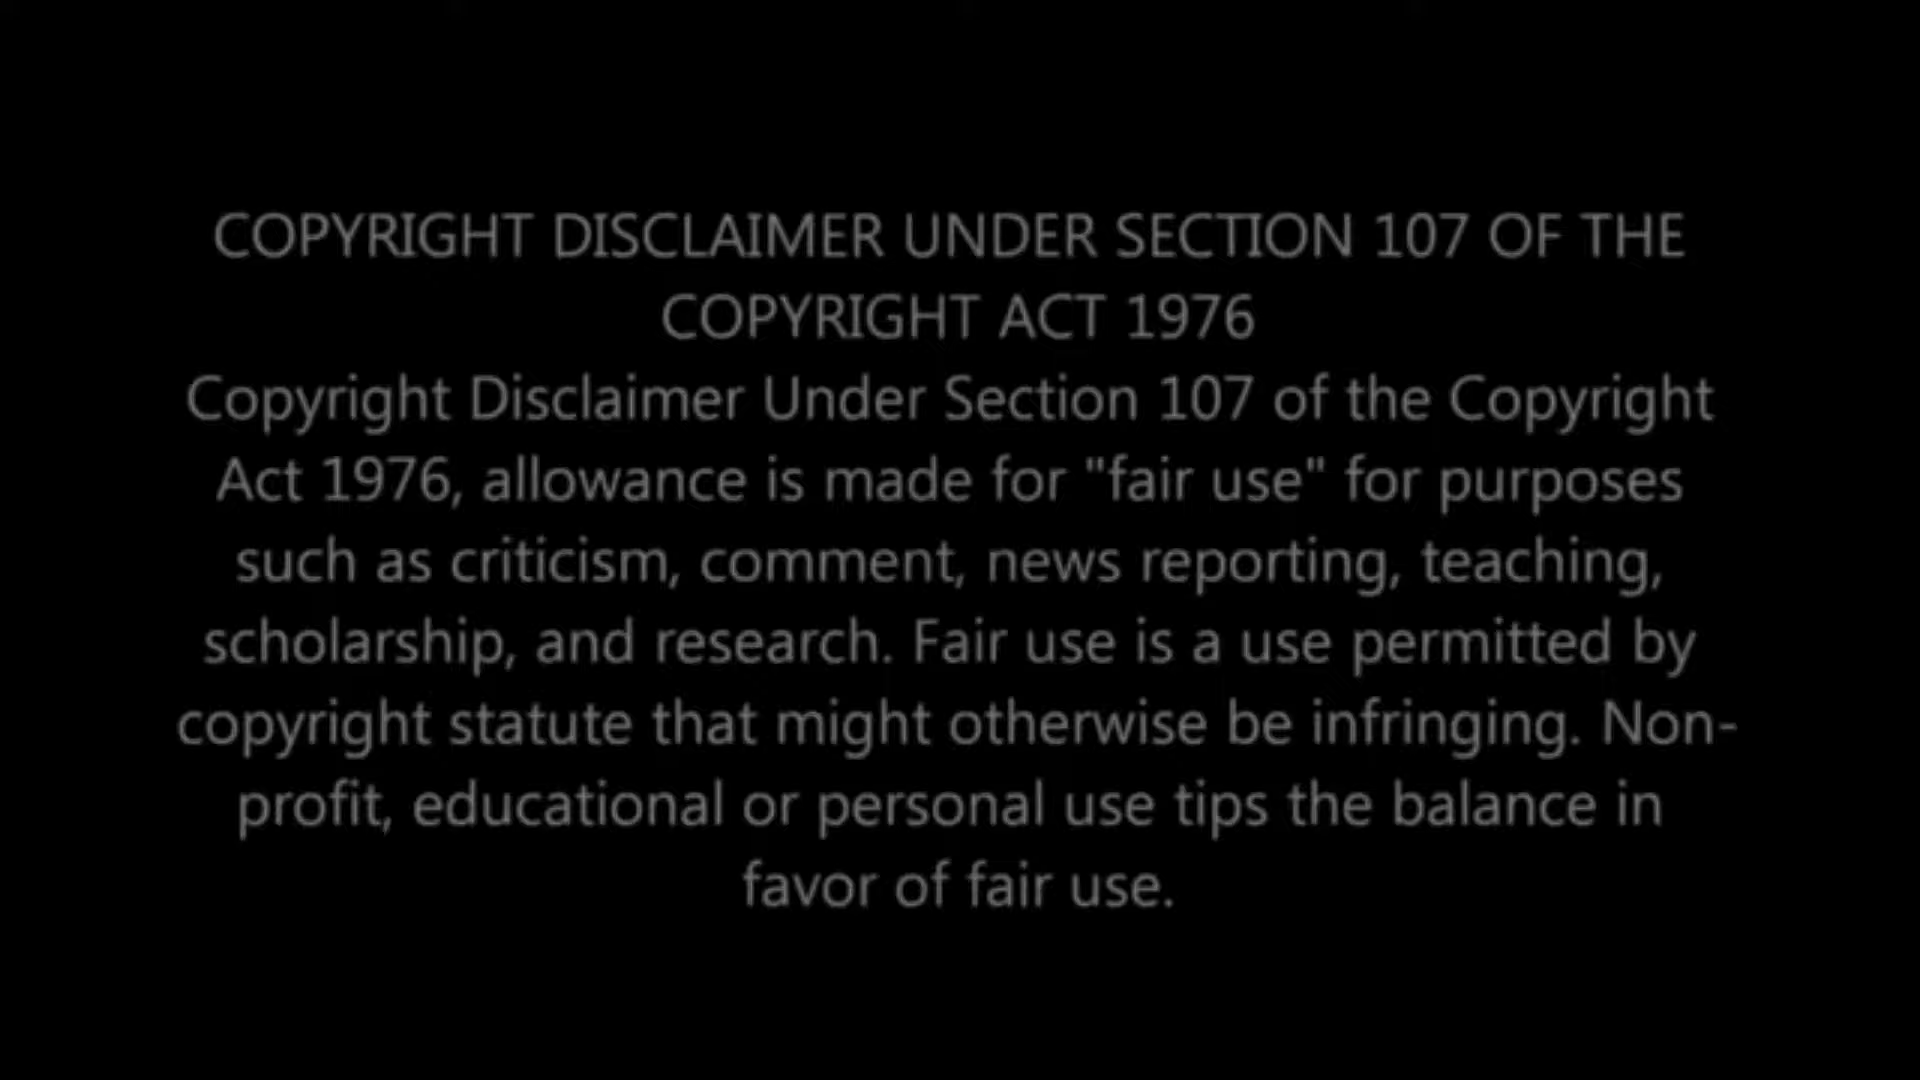 COPYRIGHT DISCLAIMER UNDER SECTION 107 OF THE
COPYRIGHT ACT 1976
Copyright Disclaimer Under Section 107 of the Copyright
Act 1976, allowance is made for "fair use" for purposes
such as criticism, comment, news reporting, teaching,
scholarship, and research. Fair use is a use permitted by
copyright statute that might otherwise be infringing. Non-
profit, educational or personal use tips the balance in
favor of fair use.